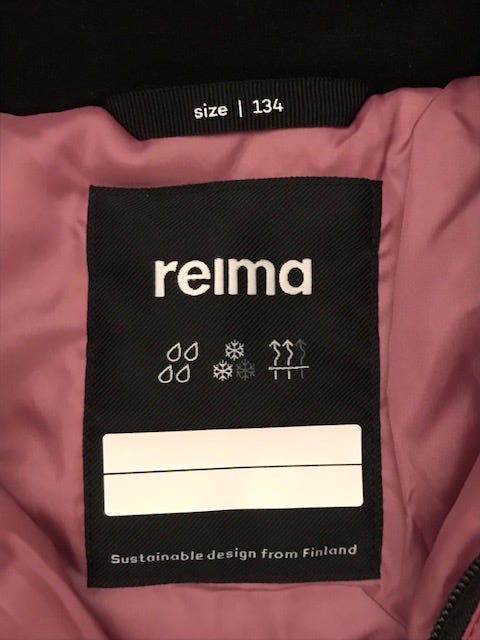 size | 134
reima
Sustainable design from Finland